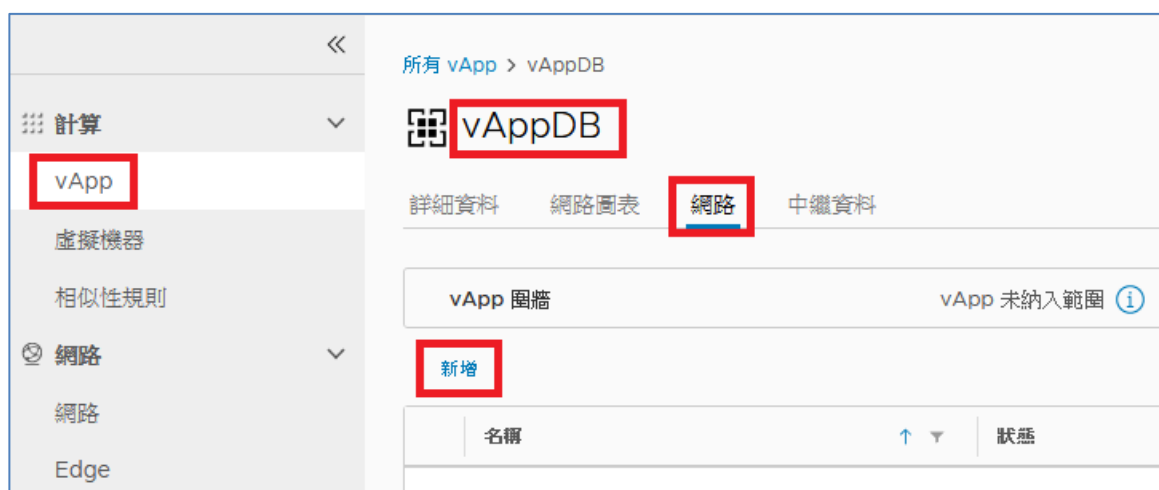 所有 vApp > vAppDB
計算
vAppDB
vApp
詳細資料 網路圖表 網路 中繼資料
虛擬機器
相似性規則
vApp 圍牆 vApp 未納入範圍
網路
新增
網路
名稱 狀態
Edge